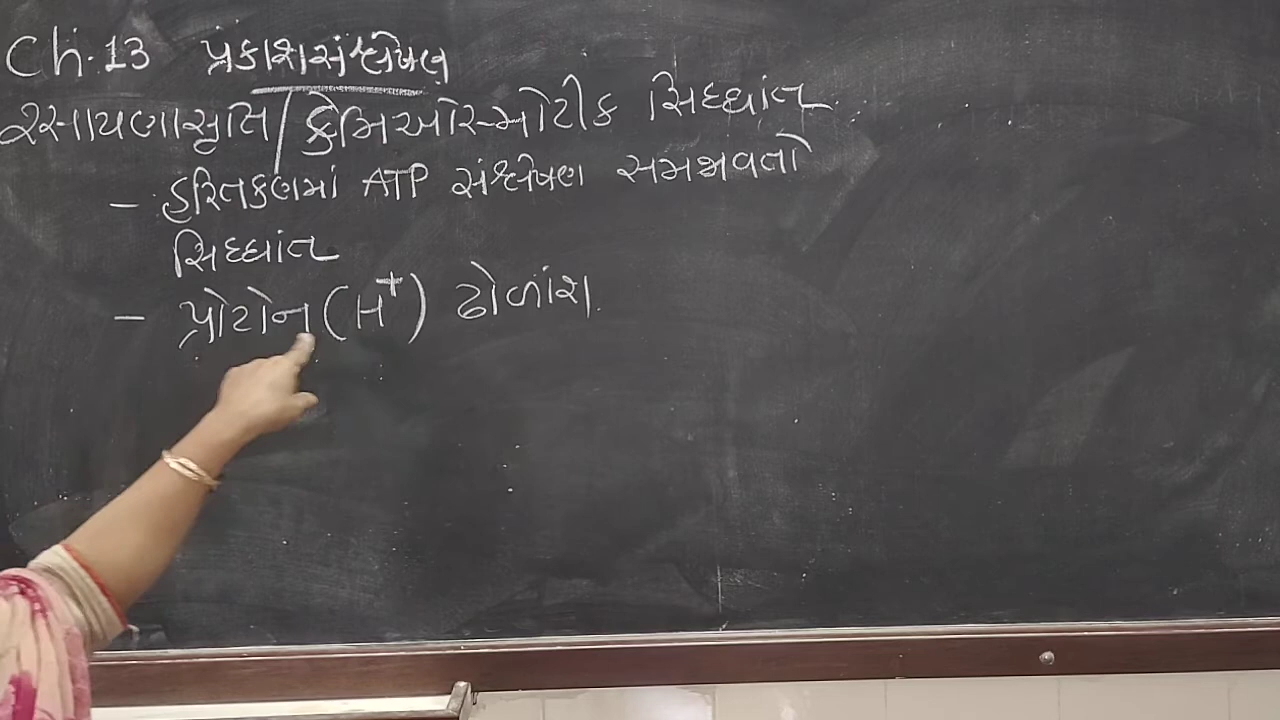 Ch.13 પ્રકાશસંશ્લેષણ
રસાયણાસૃતિ/કેમિઓસ્મોટીક સિદ્ધાંત
- હરિતકણમાં ATP સંશ્લેષણ સમજાવતો
સિદ્ધાંત
- પ્રોટોન (H⁺) ઢોળાંશ